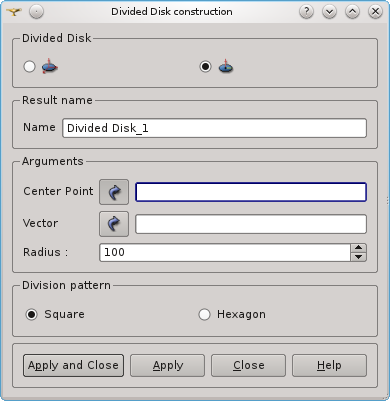 Divided Disk construction
Divided Disk
Result name
Name Divided Disk_1
Arguments
Center Point
Vector
Radius : 100
Division pattern
Square Hexagon
Apply and Close Apply Close Help